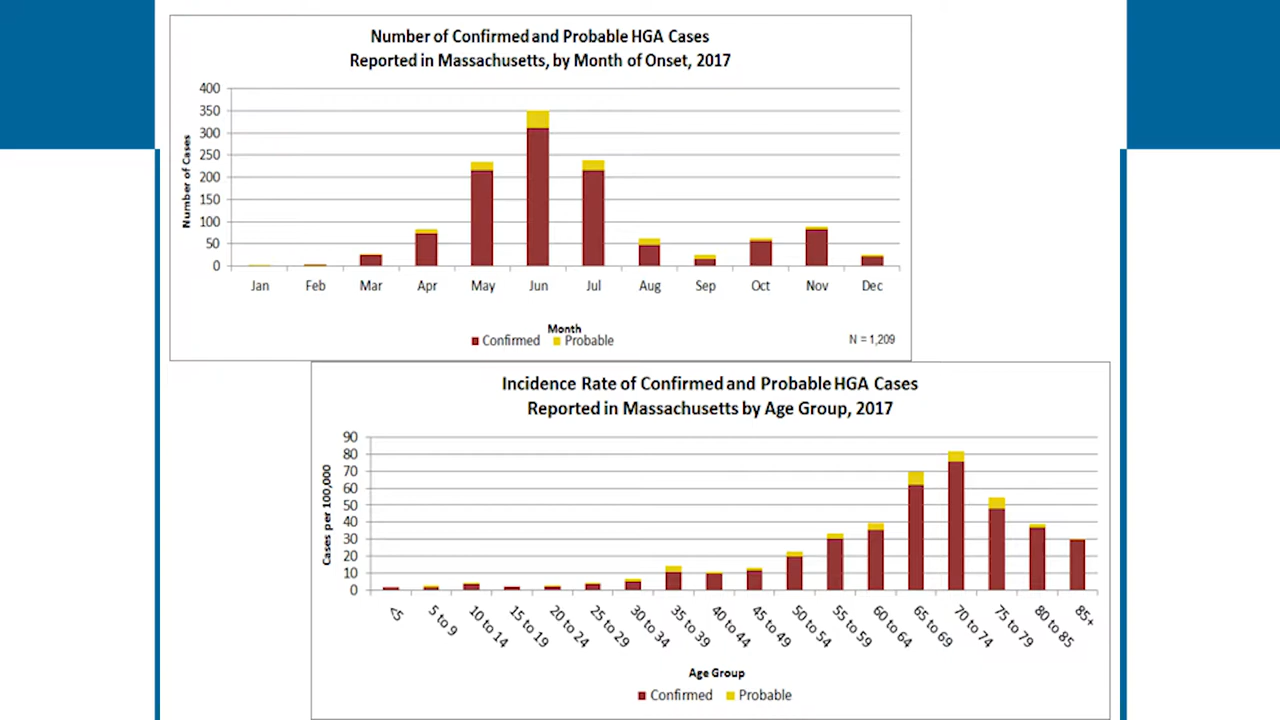 Number of Confirmed and Probable HGA Cases
Reported in Massachusetts, by Month of Onset, 2017
Number of Cases
400
350
300
250
200
150
100
50
0
Jan Feb Mar Apr May Jun Jul Aug Sep Oct Nov Dec
Month
Confirmed Probable
N = 1,209
Incidence Rate of Confirmed and Probable HGA Cases
Reported in Massachusetts by Age Group, 2017
Cases per 100,000
90
80
70
60
50
40
30
20
10
0
<5 5 to 9 10 to 14 15 to 19 20 to 24 25 to 29 30 to 34 35 to 39 40 to 44 45 to 49 50 to 54 55 to 59 60 to 64 65 to 69 70 to 74 75 to 79 80 to 85 85+
Age Group
Confirmed Probable